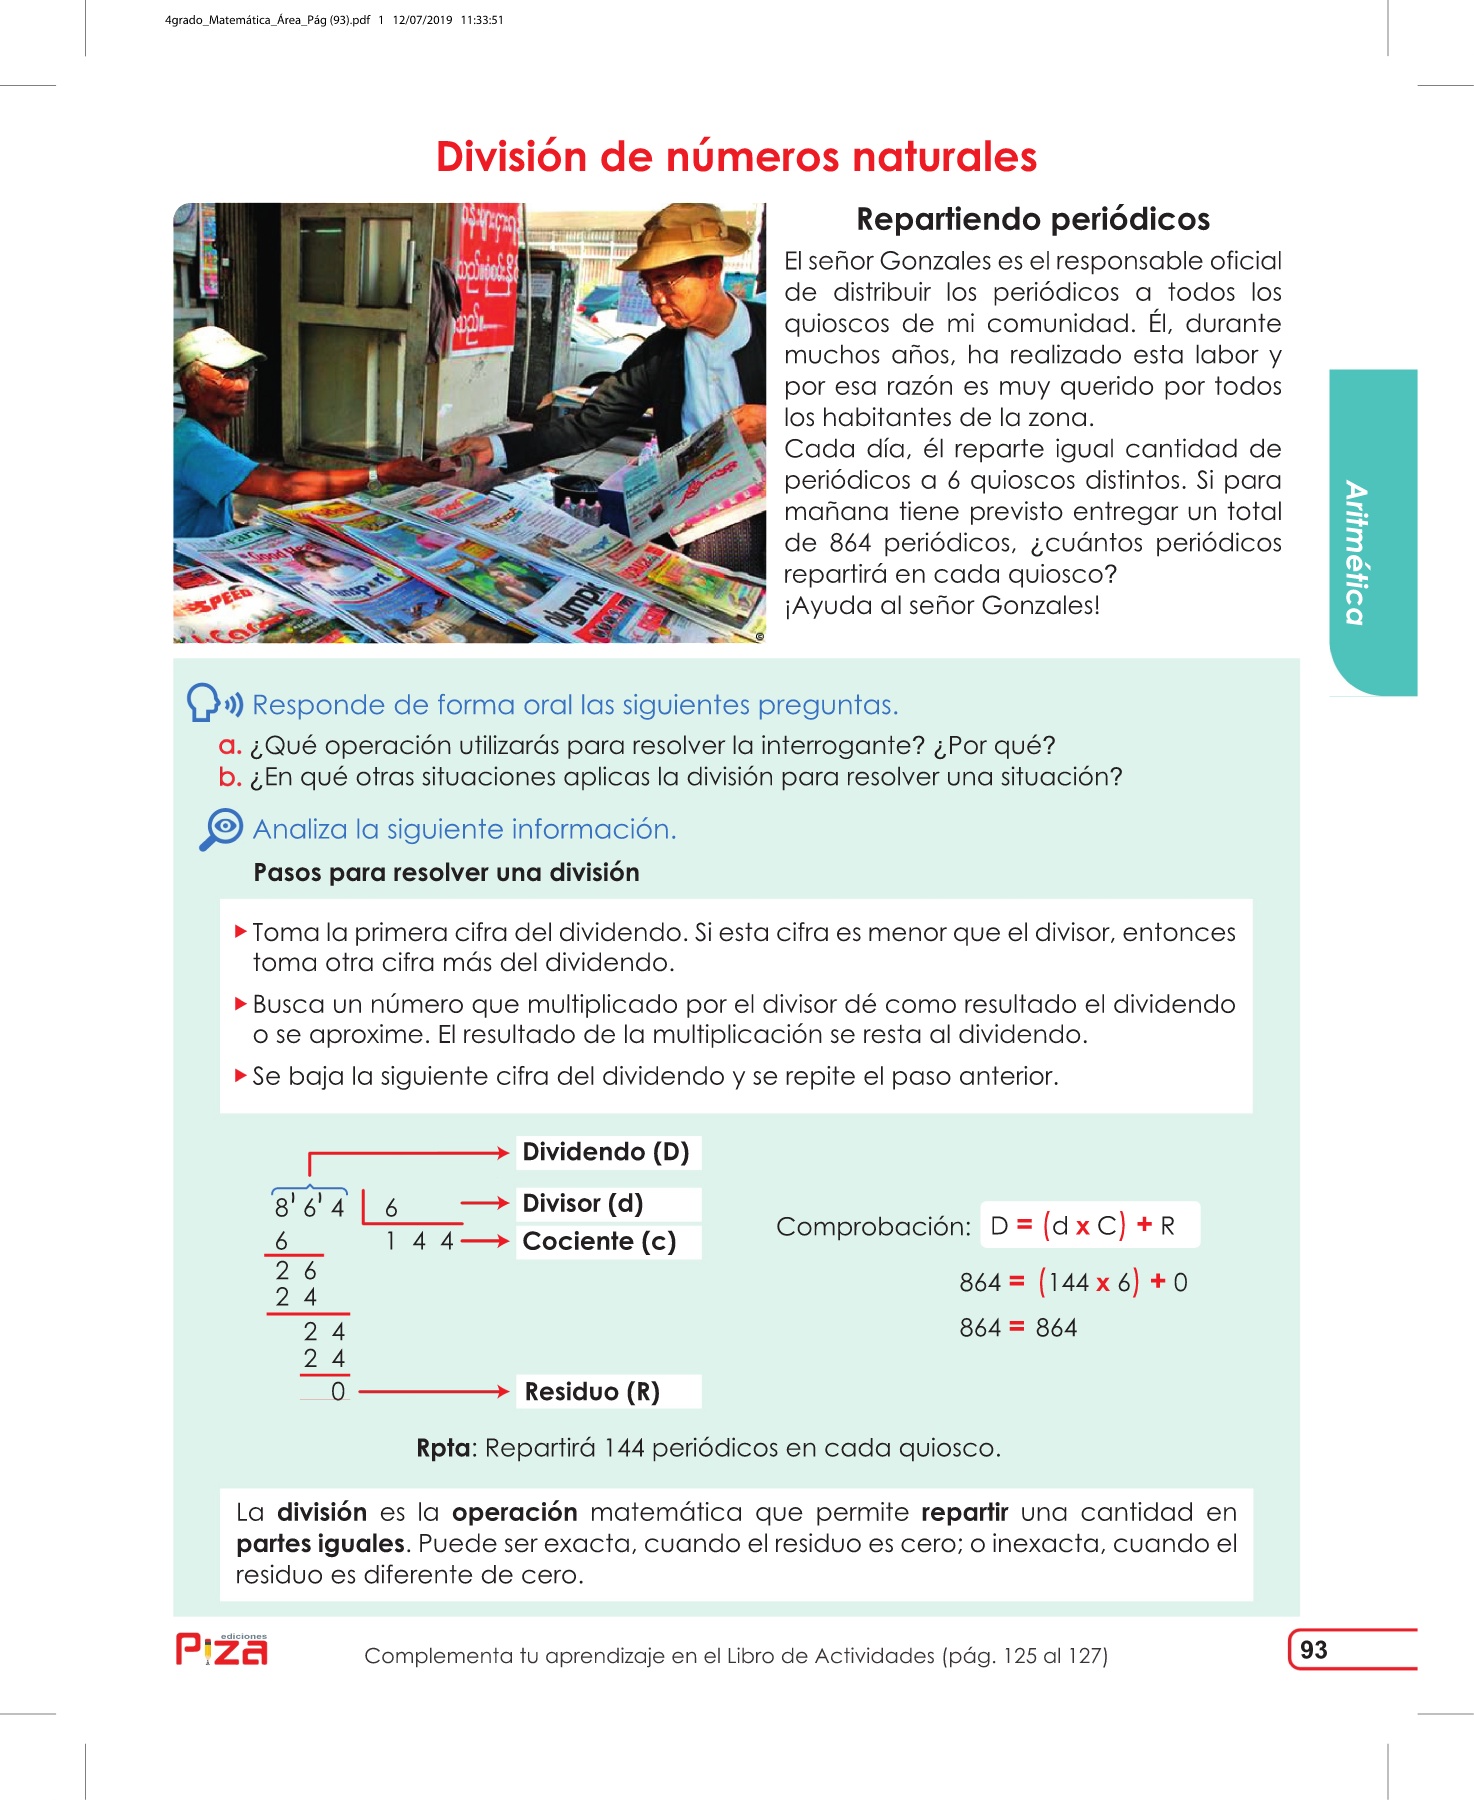 4grado_Matemática_Área_Pág (93).pdf 1 12/07/2019 11:33:51
División de números naturales
Repartiendo periódicos
El señor Gonzales es el responsable oficial
de distribuir los periódicos a todos los
quioscos de mi comunidad. Él, durante
muchos años, ha realizado esta labor y
por esa razón es muy querido por todos
los habitantes de la zona.
Cada día, él reparte igual cantidad de
periódicos a 6 quioscos distintos. Si para
mañana tiene previsto entregar un total
de 864 periódicos, ¿cuántos periódicos
repartirá en cada quiosco?
¡Ayuda al señor Gonzales!
SPEED
©
Aritmética
Responde de forma oral las siguientes preguntas.
a. ¿Qué operación utilizarás para resolver la interrogante? ¿Por qué?
b. ¿En qué otras situaciones aplicas la división para resolver una situación?
Analiza la siguiente información.
Pasos para resolver una división
Toma la primera cifra del dividendo. Si esta cifra es menor que el divisor, entonces
toma otra cifra más del dividendo.
Busca un número que multiplicado por el divisor dé como resultado el dividendo
o se aproxime. El resultado de la multiplicación se resta al dividendo.
Se baja la siguiente cifra del dividendo y se repite el paso anterior.
Dividendo (D)
8' 6' 4 6 Divisor (d)
6 1 4 4 Cociente (c)
2 6
2 4
2 4
2 4
0 Residuo (R)
Comprobación: D = (d x C) + R
864 = (144 x 6) + 0
864 = 864
Rpta: Repartirá 144 periódicos en cada quiosco.
La división es la operación matemática que permite repartir una cantidad en
partes iguales. Puede ser exacta, cuando el residuo es cero; o inexacta, cuando el
residuo es diferente de cero.
ediciones
Piza
Complementa tu aprendizaje en el Libro de Actividades (pág. 125 al 127)
93